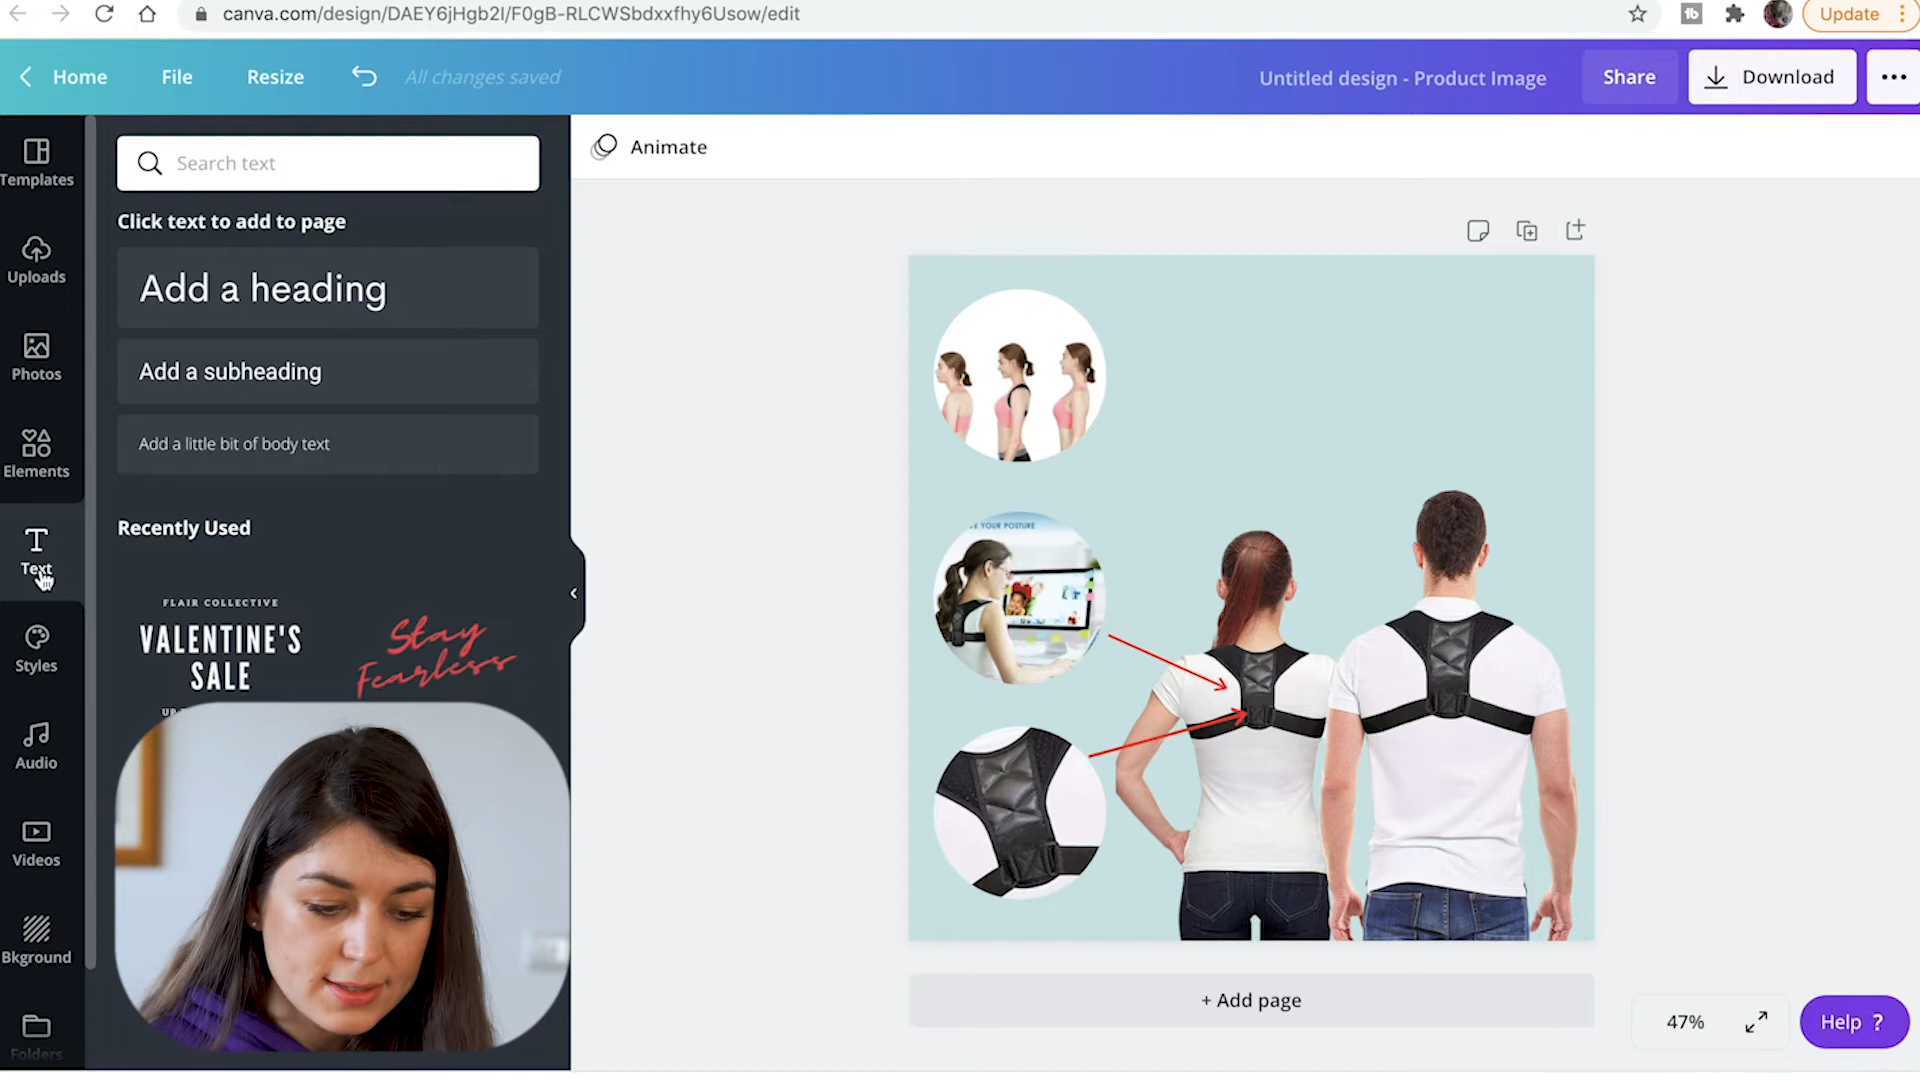 canva.com/design/DAEY6jHgb2I/F0gB-RLCWSbdxxfhy6Usow/edit
Update
Home
File
Resize
All changes saved
Untitled design - Product Image
Share
Download
Templates
Search text
Animate
Click text to add to page
Uploads
Add a heading
Photos
Add a subheading
Elements
Add a little bit of body text
Recently Used
YOUR POSTURE
Text
FLAIR COLLECTIVE
VALENTINE'S
SALE
Stay
Fearless
Styles
Audio
Videos
Bkground
+ Add page
47%
Help ?
Folders